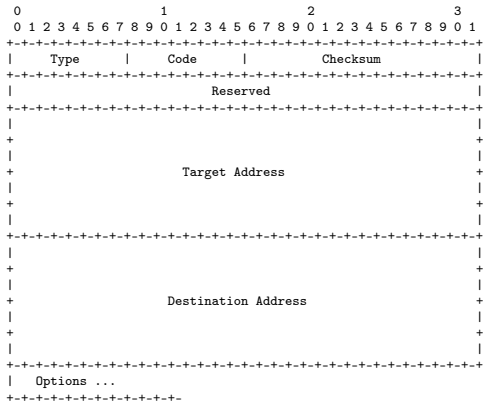 0                   1                   2                   3
 0 1 2 3 4 5 6 7 8 9 0 1 2 3 4 5 6 7 8 9 0 1 2 3 4 5 6 7 8 9 0 1
+-+-+-+-+-+-+-+-+-+-+-+-+-+-+-+-+-+-+-+-+-+-+-+-+-+-+-+-+-+-+-+-+
|     Type      |     Code      |          Checksum             |
+-+-+-+-+-+-+-+-+-+-+-+-+-+-+-+-+-+-+-+-+-+-+-+-+-+-+-+-+-+-+-+-+
|                           Reserved                            |
+-+-+-+-+-+-+-+-+-+-+-+-+-+-+-+-+-+-+-+-+-+-+-+-+-+-+-+-+-+-+-+-+
|                                                               |
+                                                               +
|                                                               |
+                       Target Address                          +
|                                                               |
+                                                               +
|                                                               |
+-+-+-+-+-+-+-+-+-+-+-+-+-+-+-+-+-+-+-+-+-+-+-+-+-+-+-+-+-+-+-+-+
|                                                               |
+                                                               +
|                                                               |
+                     Destination Address                       +
|                                                               |
+                                                               +
|                                                               |
+-+-+-+-+-+-+-+-+-+-+-+-+-+-+-+-+-+-+-+-+-+-+-+-+-+-+-+-+-+-+-+-+
|   Options ...
+-+-+-+-+-+-+-+-+-+-+-+-